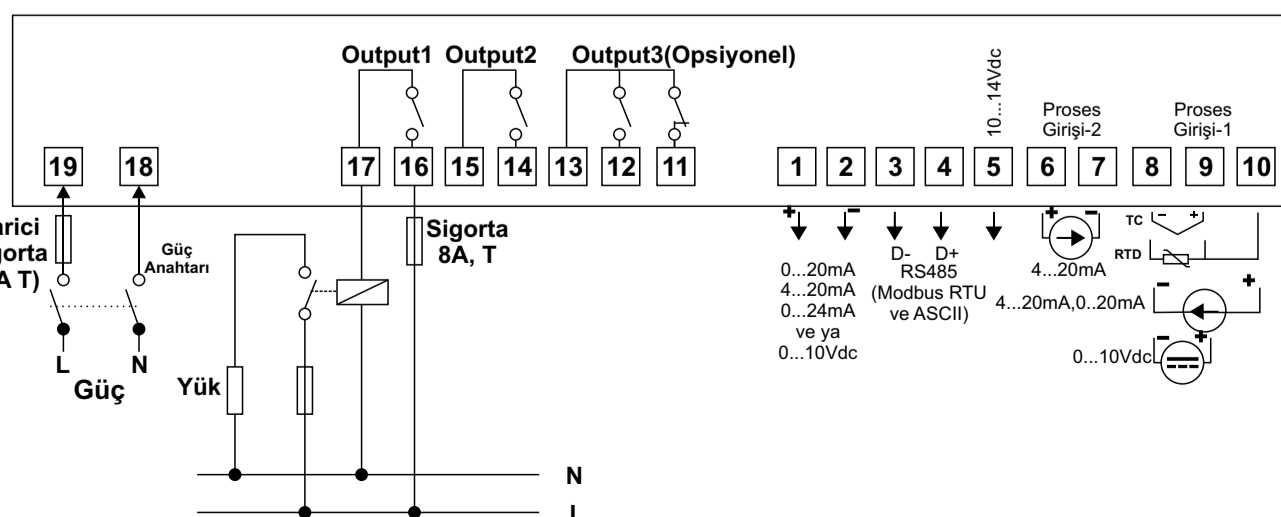 Output1 Output2 Output3(Opsiyonel)
10...14Vdc
Proses
Girişi-2
Proses
Girişi-1
19 18 17 16 15 14 13 12 11 1 2 3 4 5 6 7 8 9 10
Güç
Anahtarı
A T)
L N
Güç
Sigorta
8A, T
Yük
N
+ -
0...20mA
4...20mA
0...24mA
ve ya
0...10Vdc
D- D+
RS485
(Modbus RTU
ve ASCII)
+ -
4...20mA
TC - +
RTD
4...20mA,0..20mA - +
0...10Vdc - +